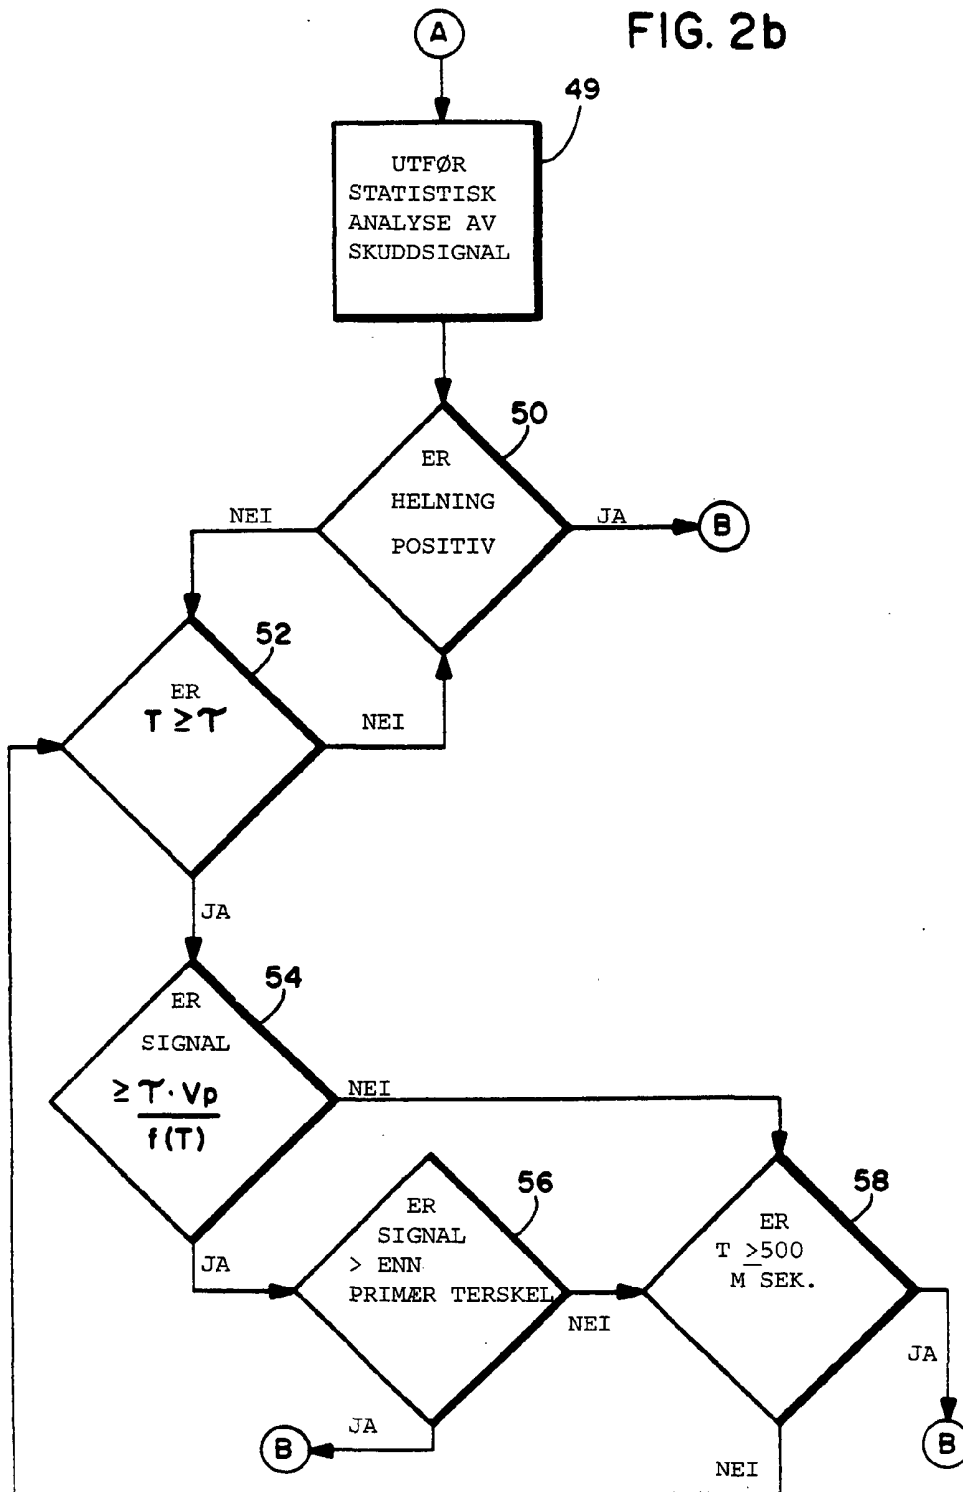 A
FIG. 2b
49
UTFØR
STATISTISK
ANALYSE AV
SKUDDSIGNAL
50
ER
HELNING
POSITIV
NEI
JA
B
52
ER
T ≥ τ
NEI
JA
54
ER
SIGNAL
≥ τ · Vp
f(T)
NEI
JA
56
ER
SIGNAL
> ENN
PRIMÆR TERSKEL
NEI
58
ER
T ≥500
M SEK.
JA
B
JA
B
NEI